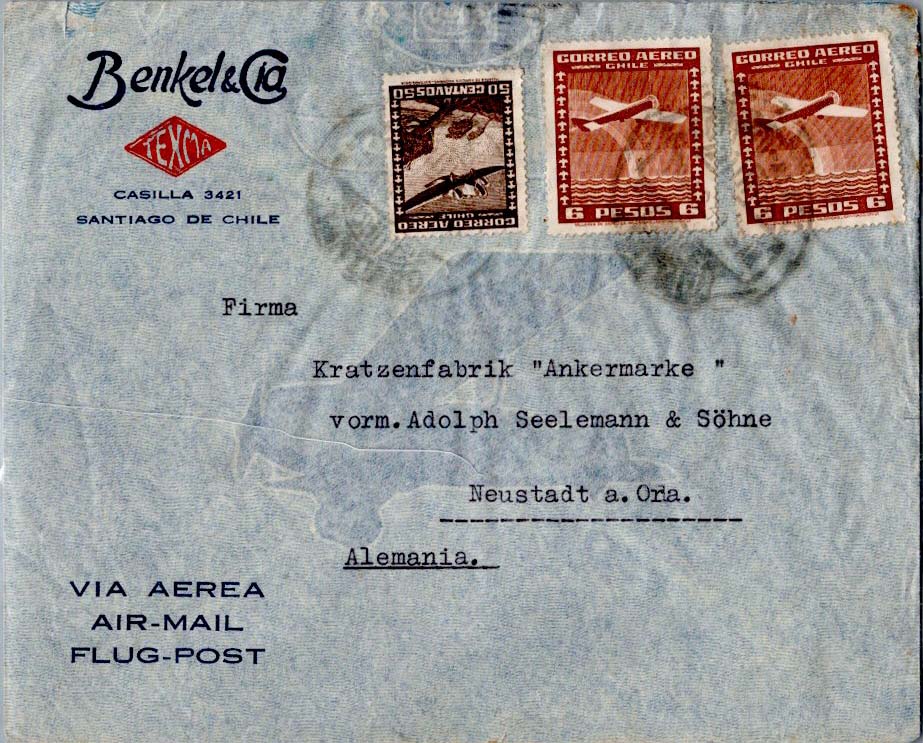 Benkel & Cia
TEXMA
CASILLA 3421
SANTIAGO DE CHILE
50 CENTAVOS 50
CORREO AEREO
CHILE
CORREO AEREO
CHILE
6 PESOS 6
CORREO AEREO
CHILE
6 PESOS 6
Firma
Kratzenfabrik "Ankermarke "
vorm.Adolph Seelemann & Söhne
Neustadt a. Orla.
Alemania.
VIA AEREA
AIR-MAIL
FLUG-POST